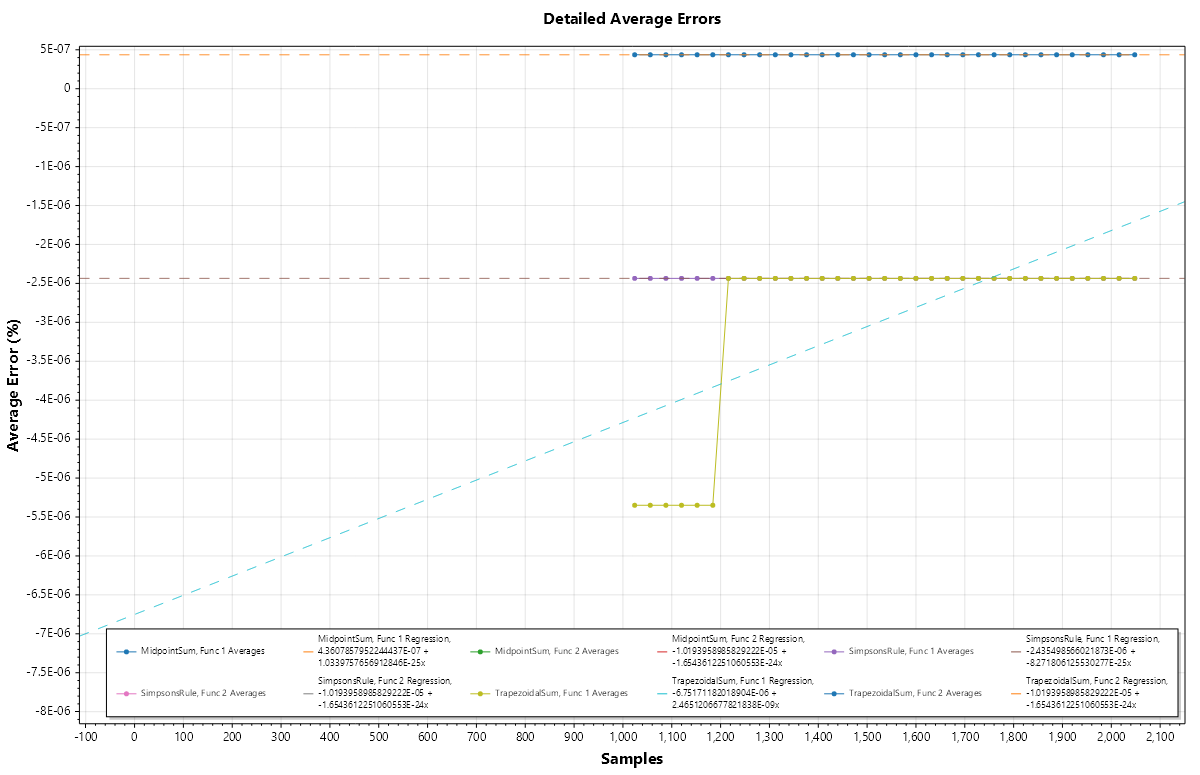 Detailed Average Errors
5E-07
0
-5E-07
-1E-06
-1.5E-06
-2E-06
-2.5E-06
-3E-06
-3.5E-06
-4E-06
-4.5E-06
-5E-06
-5.5E-06
-6E-06
-6.5E-06
-7E-06
-7.5E-06
-8E-06
Average Error (%)
MidpointSum, Func 1 Averages
MidpointSum, Func 1 Regression,
4.3607857952244437E-07 +
1.0339757656912846E-25x
MidpointSum, Func 2 Averages
MidpointSum, Func 2 Regression,
-1.0193958985829222E-05 +
-1.6543612251060553E-24x
SimpsonsRule, Func 1 Averages
SimpsonsRule, Func 1 Regression,
-2.435498566021873E-06 +
-8.2718061255302​77E-25x
SimpsonsRule, Func 2 Averages
SimpsonsRule, Func 2 Regression,
-1.0193958985829222E-05 +
-1.6543612251060553E-24x
TrapezoidalSum, Func 1 Averages
TrapezoidalSum, Func 1 Regression,
-6.75171182018904E-06 +
2.4651206677821838E-09x
TrapezoidalSum, Func 2 Averages
TrapezoidalSum, Func 2 Regression,
-1.0193958985829222E-05 +
-1.6543612251060553E-24x
-100 0 100 200 300 400 500 600 700 800 900 1,000 1,100 1,200 1,300 1,400 1,500 1,600 1,700 1,800 1,900 2,000 2,100
Samples